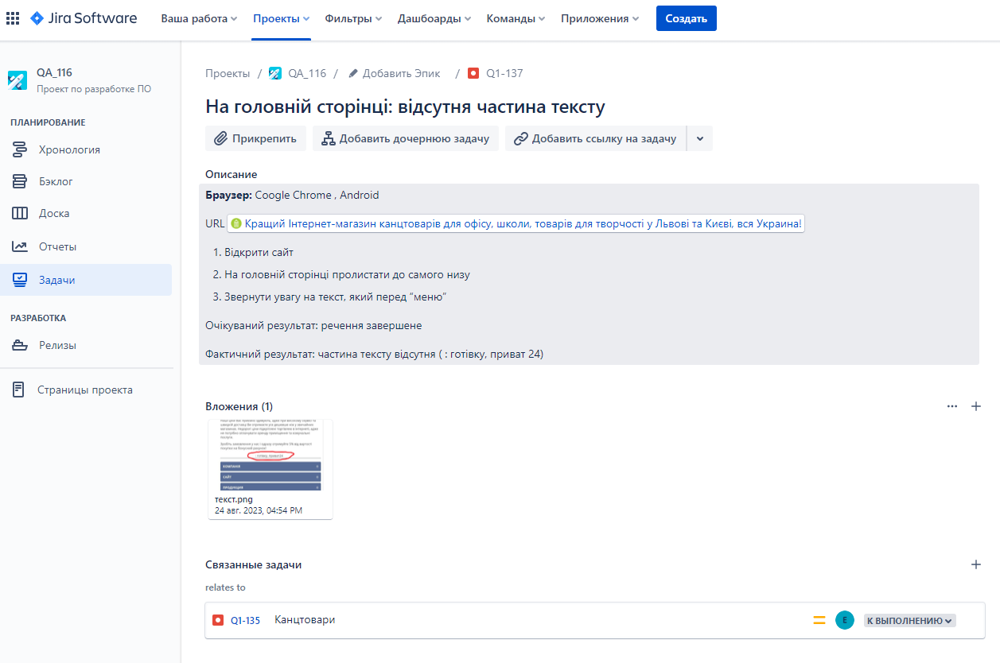 Jira Software Ваша работа Проекты Фильтры Дашборды Команды Приложения Создать
QA_116
Проект по разработке ПО
ПЛАНИРОВАНИЕ
Хронология
Бэклог
Доска
Отчеты
Задачи
РАЗРАБОТКА
Релизы
Страницы проекта
Проекты / QA_116 / Добавить Эпик / Q1-137
На головній сторінці: відсутня частина тексту
Прикрепить Добавить дочернюю задачу Добавить ссылку на задачу
Описание
Браузер: Coogle Chrome , Android
URL Кращий Інтернет-магазин канцтоварів для офісу, школи, товарів для творчості у Львові та Києві, вся Украина!
1. Відкрити сайт
2. На головній сторінці пролистати до самого низу
3. Звернути увагу на текст, який перед “меню”
Очікуваний результат: речення завершене
Фактичний результат: частина тексту відсутня ( : готівку, приват 24)
Вложения (1)
готівку, приват24
КОМПАНІЯ
САЙТ
ПРОДУКЦИЯ
текст.png
24 авг. 2023, 04:54 PM
Связанные задачи
relates to
Q1-135 Канцтовари E К ВЫПОЛНЕНИЮ